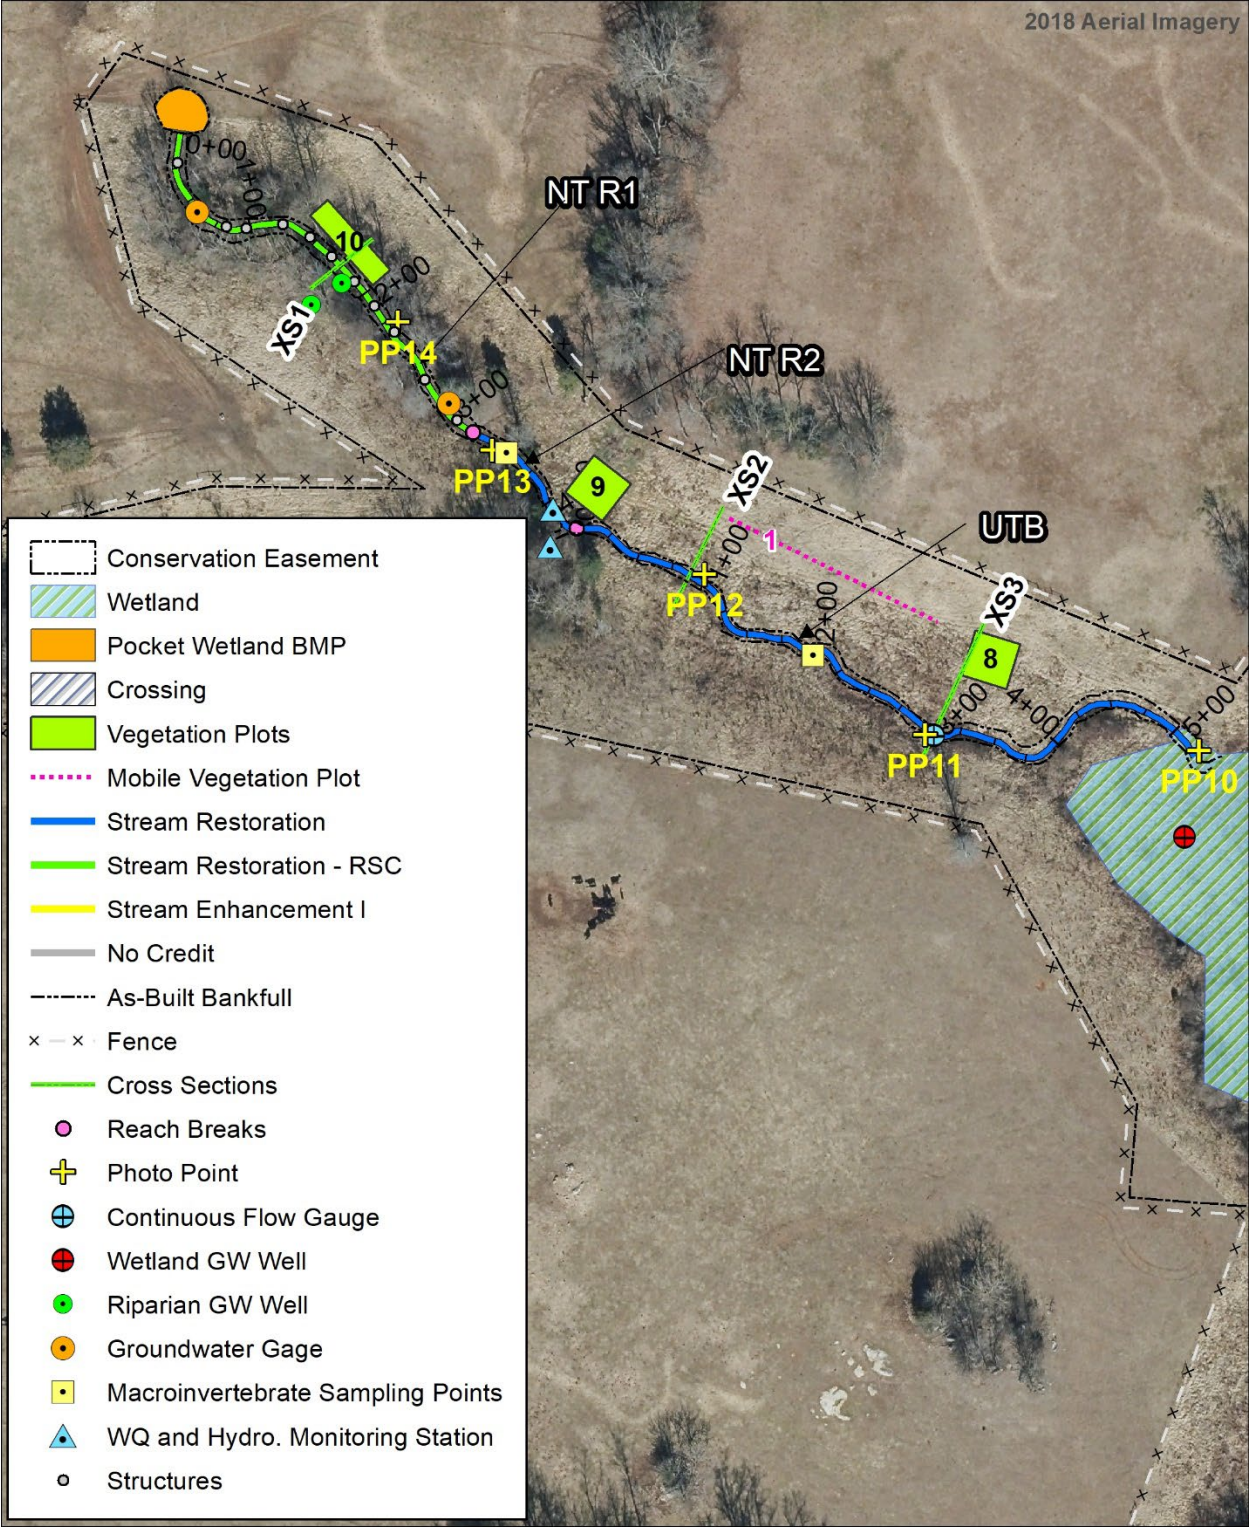 2018 Aerial Imagery
0+00
1+00
NT R1
10
2+00
XS1
PP14
NT R2
3+00
XS2
PP13
9
1
1+00
UTB
XS3
PP12
2+00
8
3+00
4+00
5+00
PP11
PP10
Conservation Easement
Wetland
Pocket Wetland BMP
Crossing
Vegetation Plots
Mobile Vegetation Plot
Stream Restoration
Stream Restoration - RSC
Stream Enhancement I
No Credit
As-Built Bankfull
Fence
Cross Sections
Reach Breaks
Photo Point
Continuous Flow Gauge
Wetland GW Well
Riparian GW Well
Groundwater Gage
Macroinvertebrate Sampling Points
WQ and Hydro. Monitoring Station
Structures